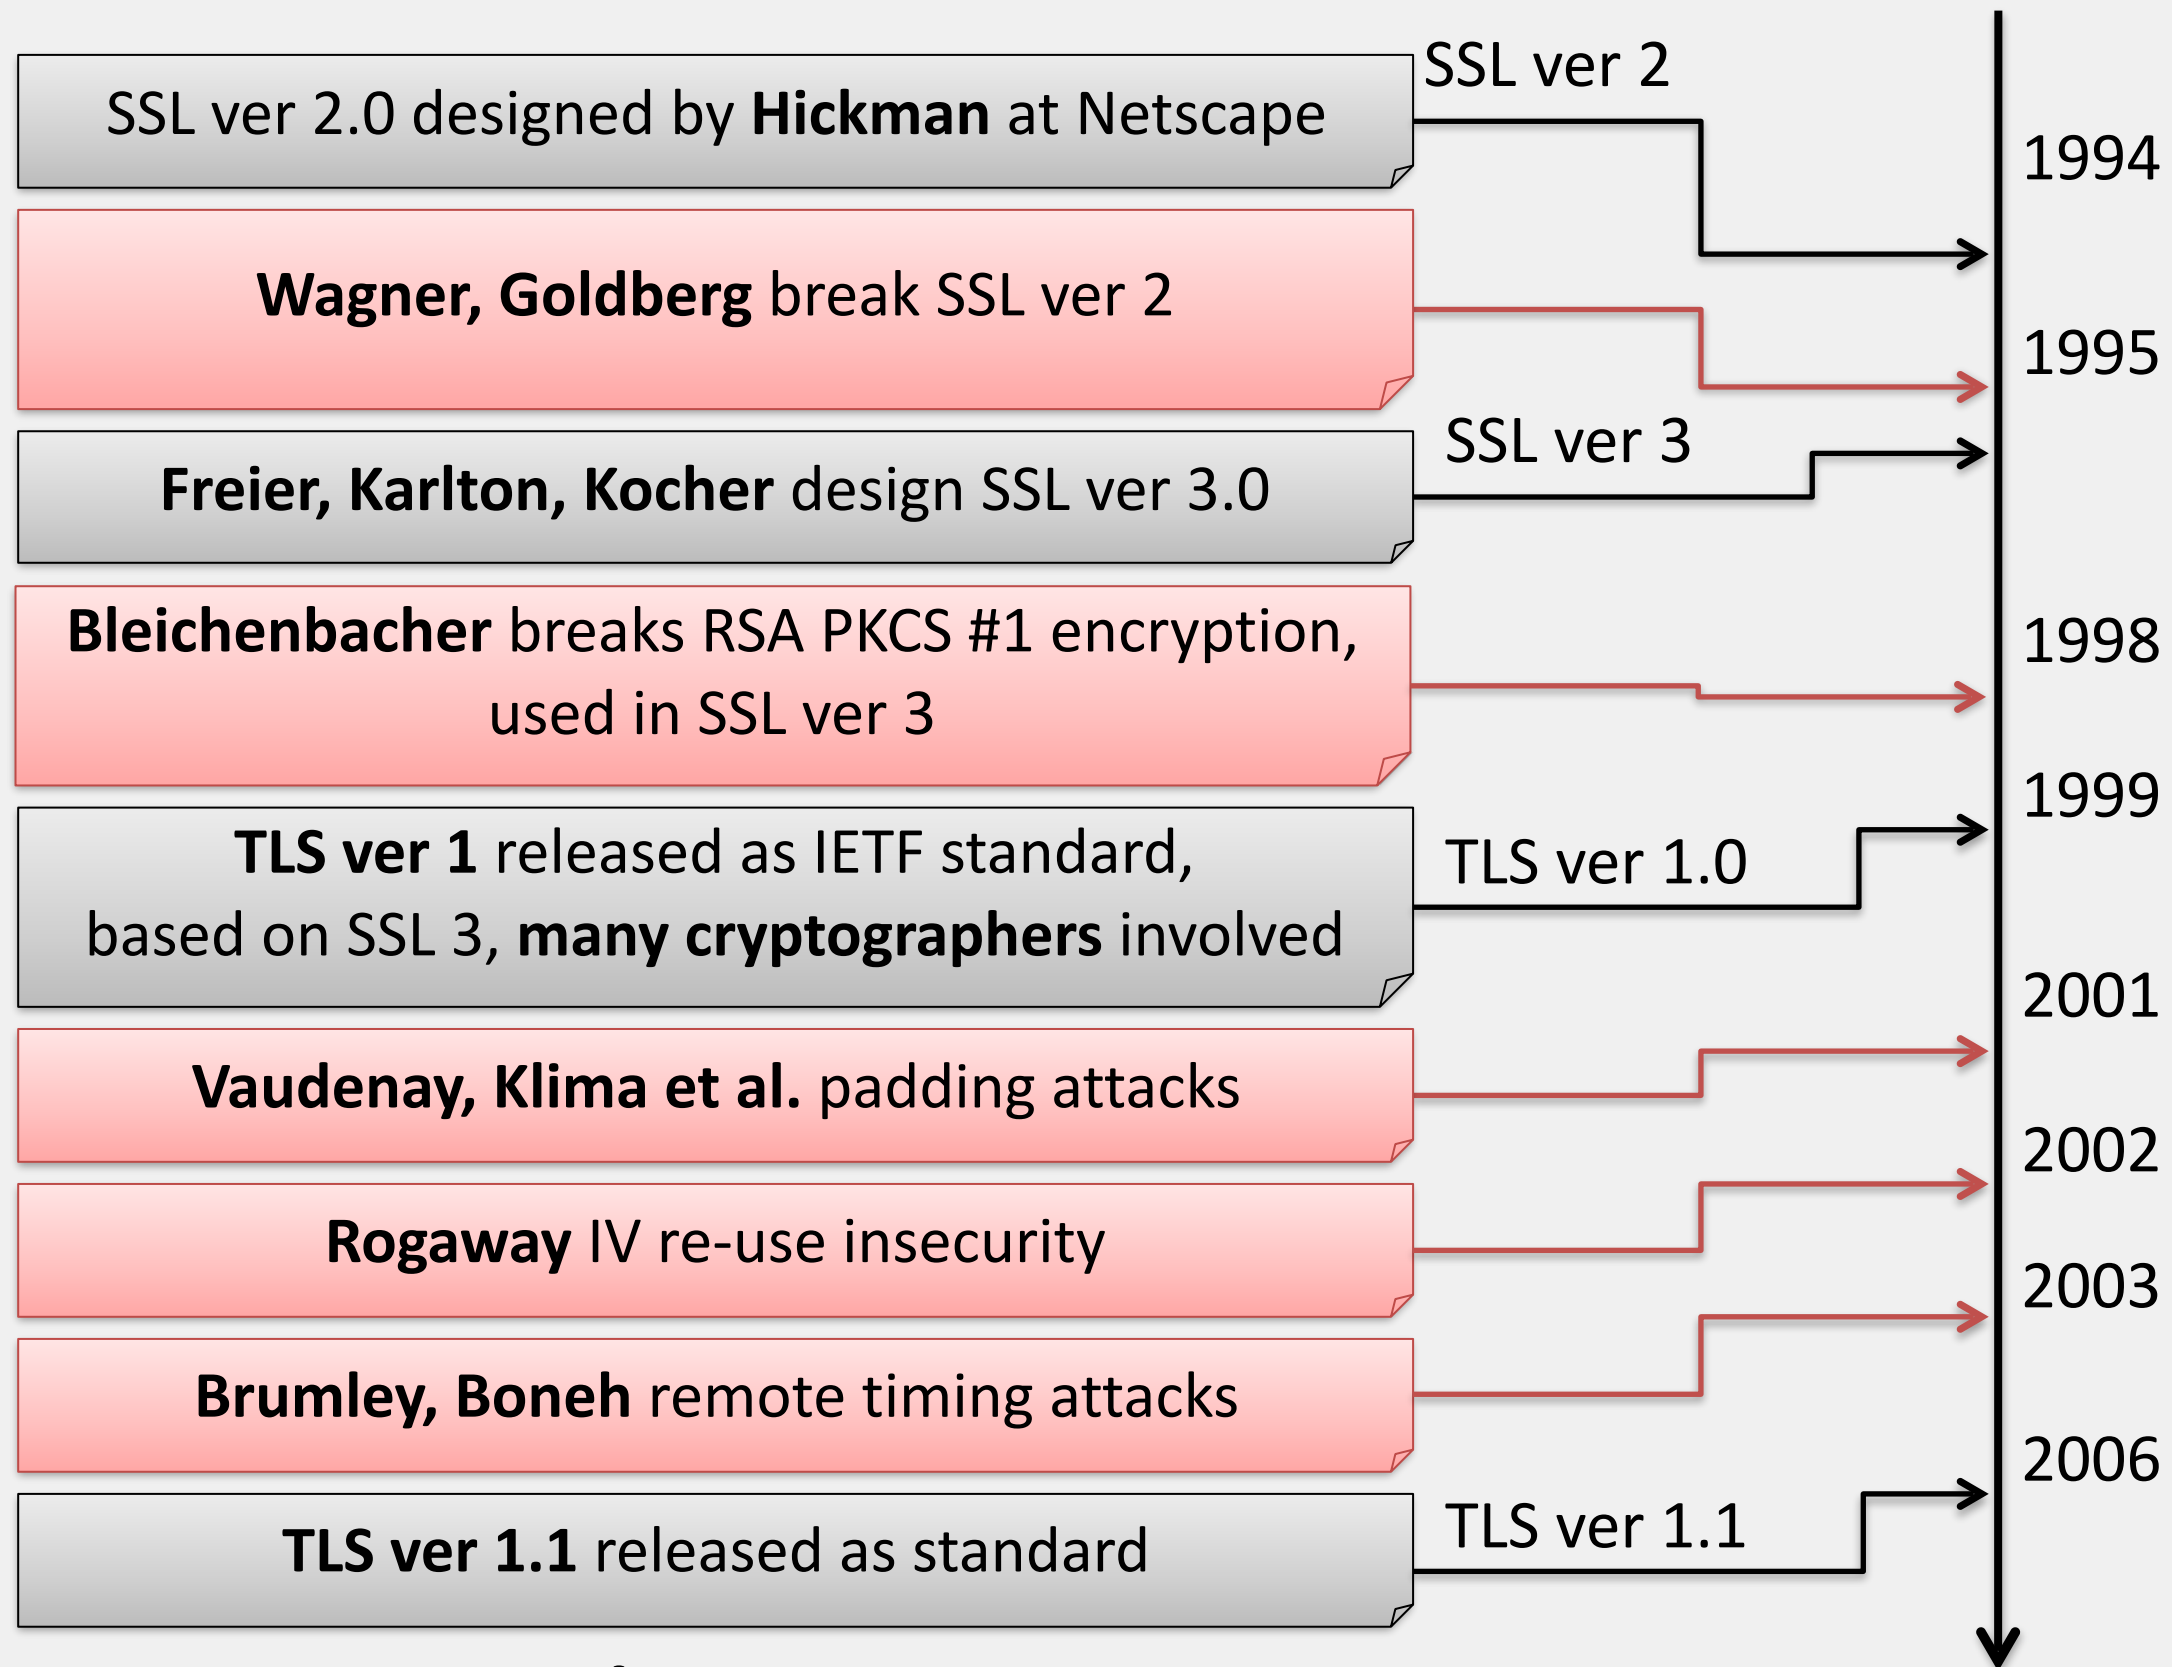 SSL ver 2.0 designed by Hickman at Netscape
SSL ver 2
1994
Wagner, Goldberg break SSL ver 2
1995
Freier, Karlton, Kocher design SSL ver 3.0
SSL ver 3
Bleichenbacher breaks RSA PKCS #1 encryption,
used in SSL ver 3
1998
1999
TLS ver 1 released as IETF standard,
based on SSL 3, many cryptographers involved
TLS ver 1.0
2001
Vaudenay, Klima et al. padding attacks
2002
Rogaway IV re-use insecurity
2003
Brumley, Boneh remote timing attacks
2006
TLS ver 1.1 released as standard
TLS ver 1.1